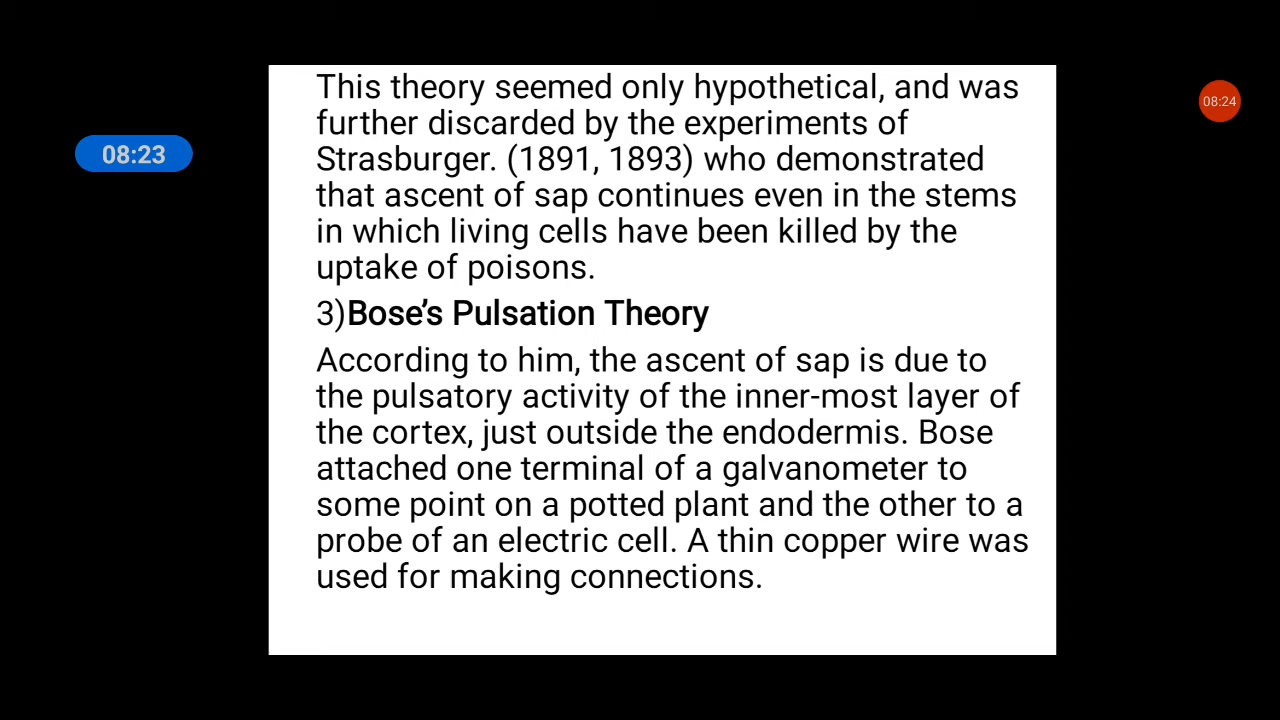 This theory seemed only hypothetical, and was
further discarded by the experiments of
Strasburger. (1891, 1893) who demonstrated
that ascent of sap continues even in the stems
in which living cells have been killed by the
uptake of poisons.
3)Bose’s Pulsation Theory
According to him, the ascent of sap is due to
the pulsatory activity of the inner-most layer of
the cortex, just outside the endodermis. Bose
attached one terminal of a galvanometer to
some point on a potted plant and the other to a
probe of an electric cell. A thin copper wire was
used for making connections.
08:23
08:24